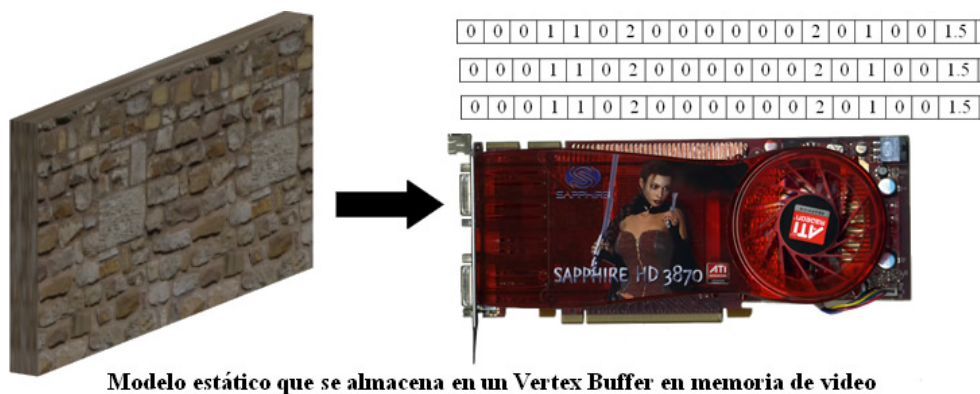 0 0 0 1 1 0 2 0 0 0 0 0 0 2 0 1 0 0 1.5
0 0 0 1 1 0 2 0 0 0 0 0 0 2 0 1 0 0 1.5
0 0 0 1 1 0 2 0 0 0 0 0 0 2 0 1 0 0 1.5
SAPPHIRE
ATI
RADEON
SAPPHIRE HD 3870 ATI
Modelo estático que se almacena en un Vertex Buffer en memoria de video